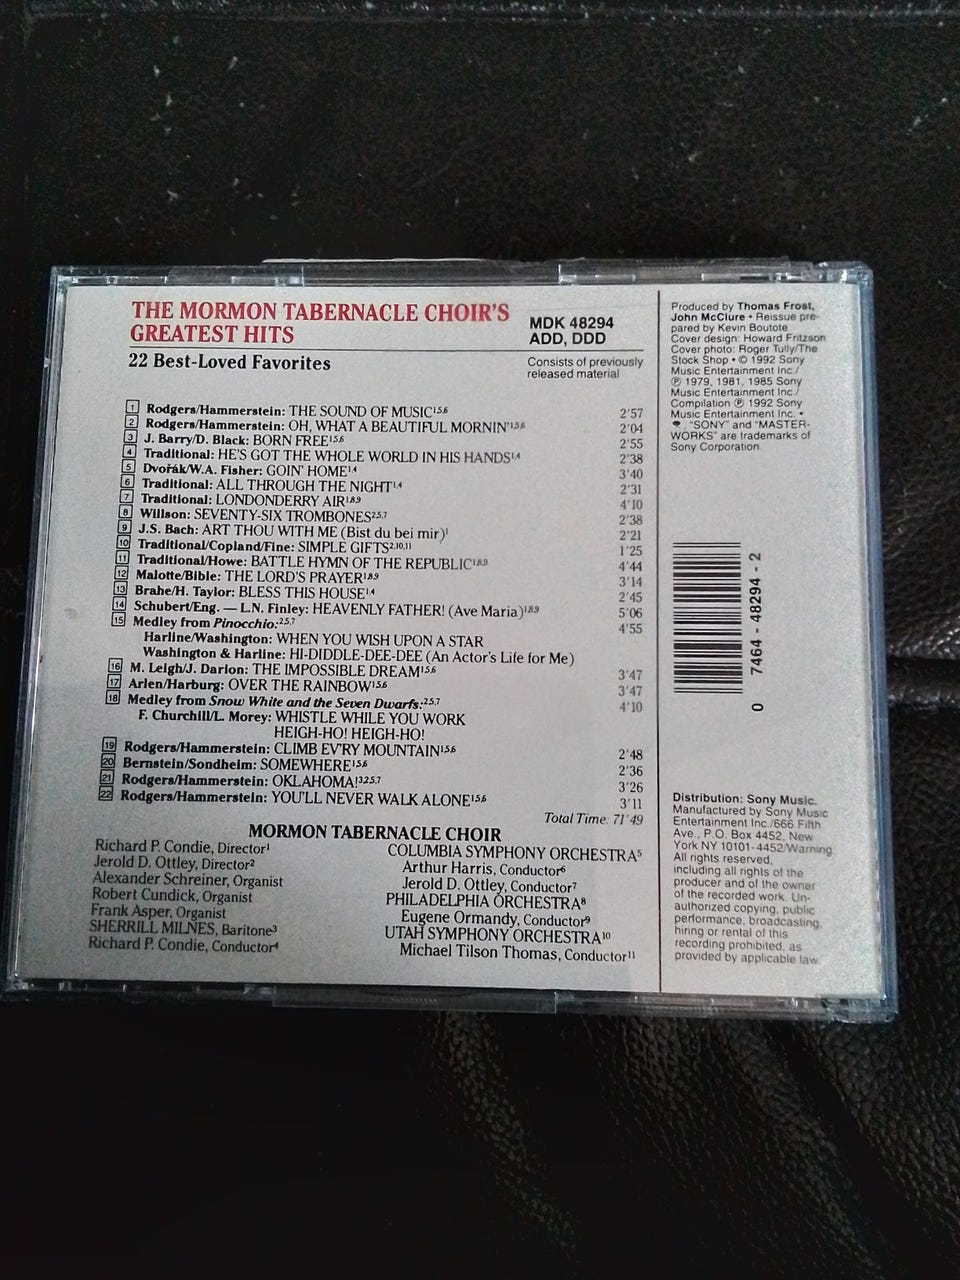 THE MORMON TABERNACLE CHOIR'S
GREATEST HITS
22 Best-Loved Favorites
MDK 48294
ADD, DDD
Consists of previously
released material
1 Rodgers/Hammerstein: THE SOUND OF MUSIC¹,⁵,⁶ 2'57
2 Rodgers/Hammerstein: OH, WHAT A BEAUTIFUL MORNIN'¹,⁵,⁶ 2'04
3 J. Barry/D. Black: BORN FREE¹,⁵,⁶ 2'55
4 Traditional: HE'S GOT THE WHOLE WORLD IN HIS HANDS¹,⁴ 2'38
5 Dvořák/W.A. Fisher: GOIN' HOME¹,⁴ 3'40
6 Traditional: ALL THROUGH THE NIGHT¹,⁴ 2'31
7 Traditional: LONDONDERRY AIR¹,⁸,⁹ 4'10
8 Willson: SEVENTY-SIX TROMBONES²,⁵,⁷ 2'38
9 J.S. Bach: ART THOU WITH ME (Bist du bei mir)¹ 2'21
10 Traditional/Copland/Fine: SIMPLE GIFTS²,¹⁰,¹¹ 1'25
11 Traditional/Howe: BATTLE HYMN OF THE REPUBLIC¹,⁸,⁹ 4'44
12 Malotte/Bible: THE LORD'S PRAYER¹,⁸,⁹ 3'14
13 Brahe/H. Taylor: BLESS THIS HOUSE¹,⁴ 2'45
14 Schubert/Eng. — L.N. Finley: HEAVENLY FATHER! (Ave Maria)¹,⁸,⁹ 5'06
15 Medley from Pinocchio:²,⁵,⁷ 4'55
Harline/Washington: WHEN YOU WISH UPON A STAR
Washington & Harline: HI-DIDDLE-DEE-DEE (An Actor's Life for Me)
16 M. Leigh/J. Darion: THE IMPOSSIBLE DREAM¹,⁵,⁶ 3'47
17 Arlen/Harburg: OVER THE RAINBOW¹,⁵,⁶ 3'47
18 Medley from Snow White and the Seven Dwarfs:²,⁵,⁷ 4'10
F. Churchill/L. Morey: WHISTLE WHILE YOU WORK
HEIGH-HO! HEIGH-HO!
19 Rodgers/Hammerstein: CLIMB EV'RY MOUNTAIN¹,⁵,⁶ 2'48
20 Bernstein/Sondheim: SOMEWHERE¹,⁵,⁶ 2'36
21 Rodgers/Hammerstein: OKLAHOMA!³,²,⁵,⁷ 3'26
22 Rodgers/Hammerstein: YOU'LL NEVER WALK ALONE¹,⁵,⁶ 3'11
Total Time: 71'49
MORMON TABERNACLE CHOIR
Richard P. Condie, Director¹
Jerold D. Ottley, Director²
Alexander Schreiner, Organist
Robert Cundick, Organist
Frank Asper, Organist
SHERRILL MILNES, Baritone³
Richard P. Condie, Conductor⁴
COLUMBIA SYMPHONY ORCHESTRA⁵
Arthur Harris, Conductor⁶
Jerold D. Ottley, Conductor⁷
PHILADELPHIA ORCHESTRA⁸
Eugene Ormandy, Conductor⁹
UTAH SYMPHONY ORCHESTRA¹⁰
Michael Tilson Thomas, Conductor¹¹
Produced by Thomas Frost,
John McClure • Reissue pre-
pared by Kevin Boutote
Cover design: Howard Fritzson
Cover photo: Roger Tully/The
Stock Shop • © 1992 Sony
Music Entertainment Inc./
℗ 1979, 1981, 1985 Sony
Music Entertainment Inc./
Compilation ℗ 1992 Sony
Music Entertainment Inc. •
, "SONY" and "MASTER-
WORKS" are trademarks of
Sony Corporation
0 7464 - 48294 - 2
Distribution: Sony Music.
Manufactured by Sony Music
Entertainment Inc./666 Fifth
Ave., P.O. Box 4452, New
York NY 10101-4452/Warning:
All rights reserved,
including all rights of the
producer and of the owner
of the recorded work. Un-
authorized copying, public
performance, broadcasting,
hiring or rental of this
recording prohibited, as
provided by applicable law.